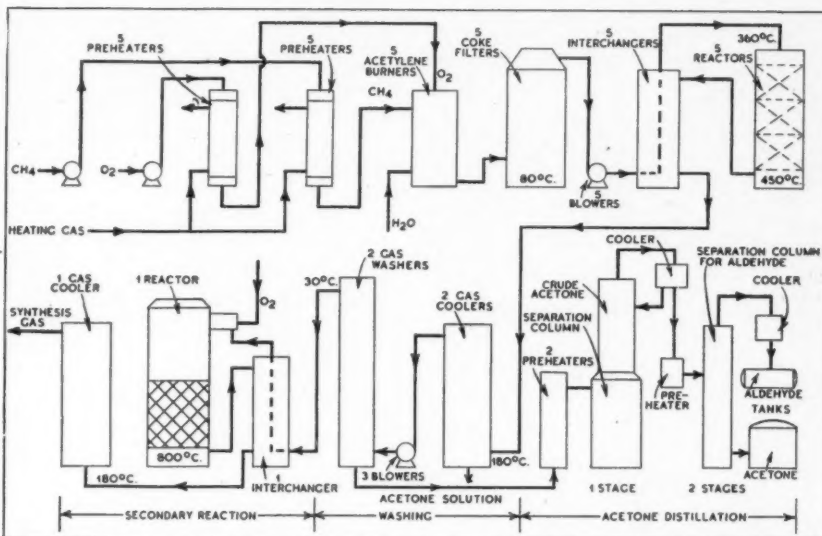 5
PREHEATERS
5
PREHEATERS
5
ACETYLENE
BURNERS
O₂
5
COKE
FILTERS
5
INTERCHANGERS
360°C.
5
REACTORS
CH₄
CH₄
O₂
80°C.
450°C.
5
BLOWERS
H₂O
HEATING GAS
1 GAS
COOLER
1 REACTOR
O₂
2 GAS
WASHERS
30°C.
2 GAS
COOLERS
COOLER
SEPARATION COLUMN
FOR ALDEHYDE
COOLER
SYNTHESIS
GAS
CRUDE
ACETONE
SEPARATION
COLUMN
2
PREHEATERS
PRE-
HEATER
ALDEHYDE
TANKS
800°C.
180°C.
ACETONE
180°C.
1
INTERCHANGER
3 BLOWERS
ACETONE SOLUTION
1 STAGE
2 STAGES
SECONDARY REACTION
WASHING
ACETONE DISTILLATION